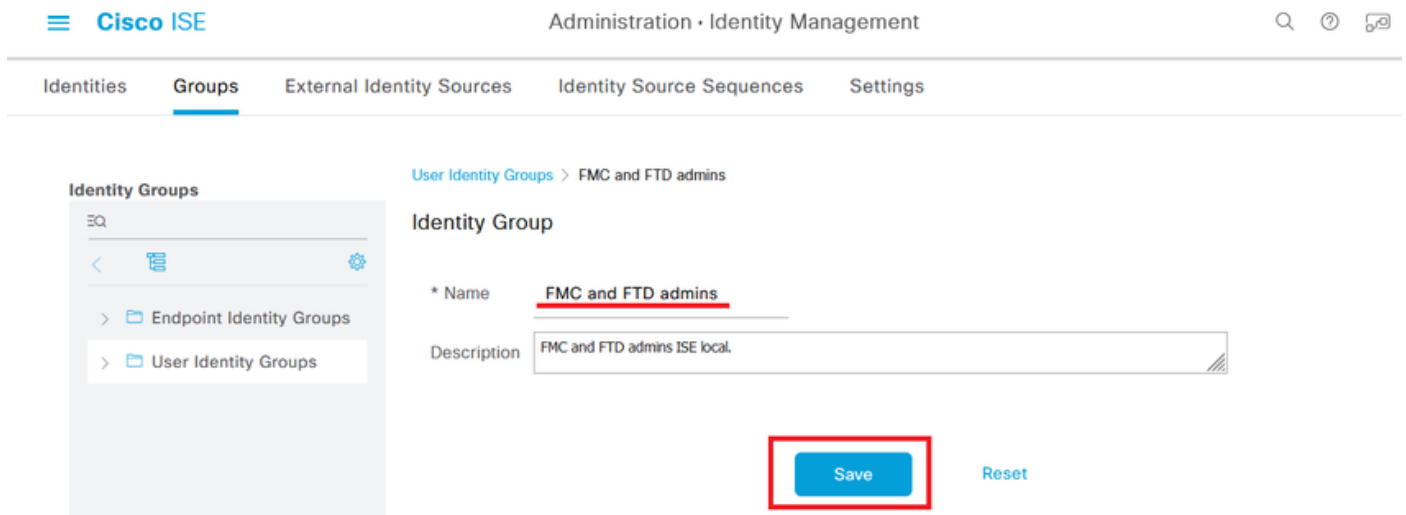 Cisco ISE
Administration · Identity Management
Identities Groups External Identity Sources Identity Source Sequences Settings
Identity Groups
Endpoint Identity Groups
User Identity Groups
User Identity Groups > FMC and FTD admins
Identity Group
* Name FMC and FTD admins
Description FMC and FTD admins ISE local.
Save Reset